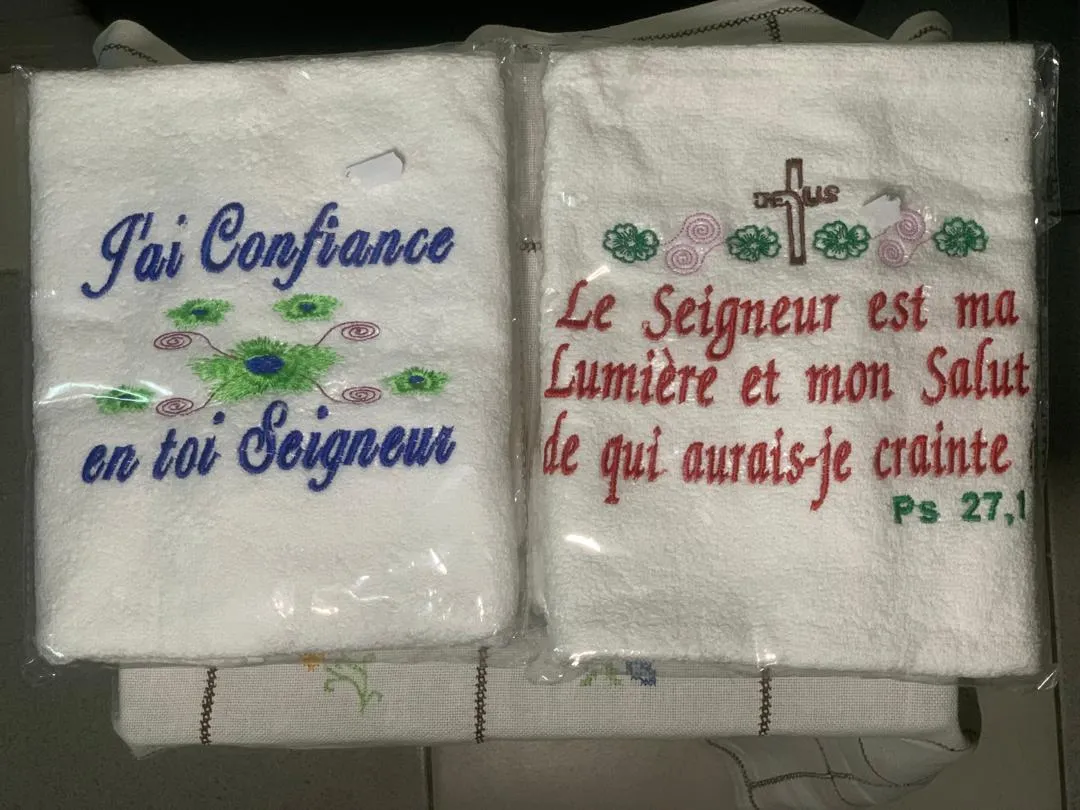 J'ai Confiance
en toi Seigneur
JESUS
Le Seigneur est ma
Lumière et mon Salut
de qui aurais-je crainte
Ps 27,1